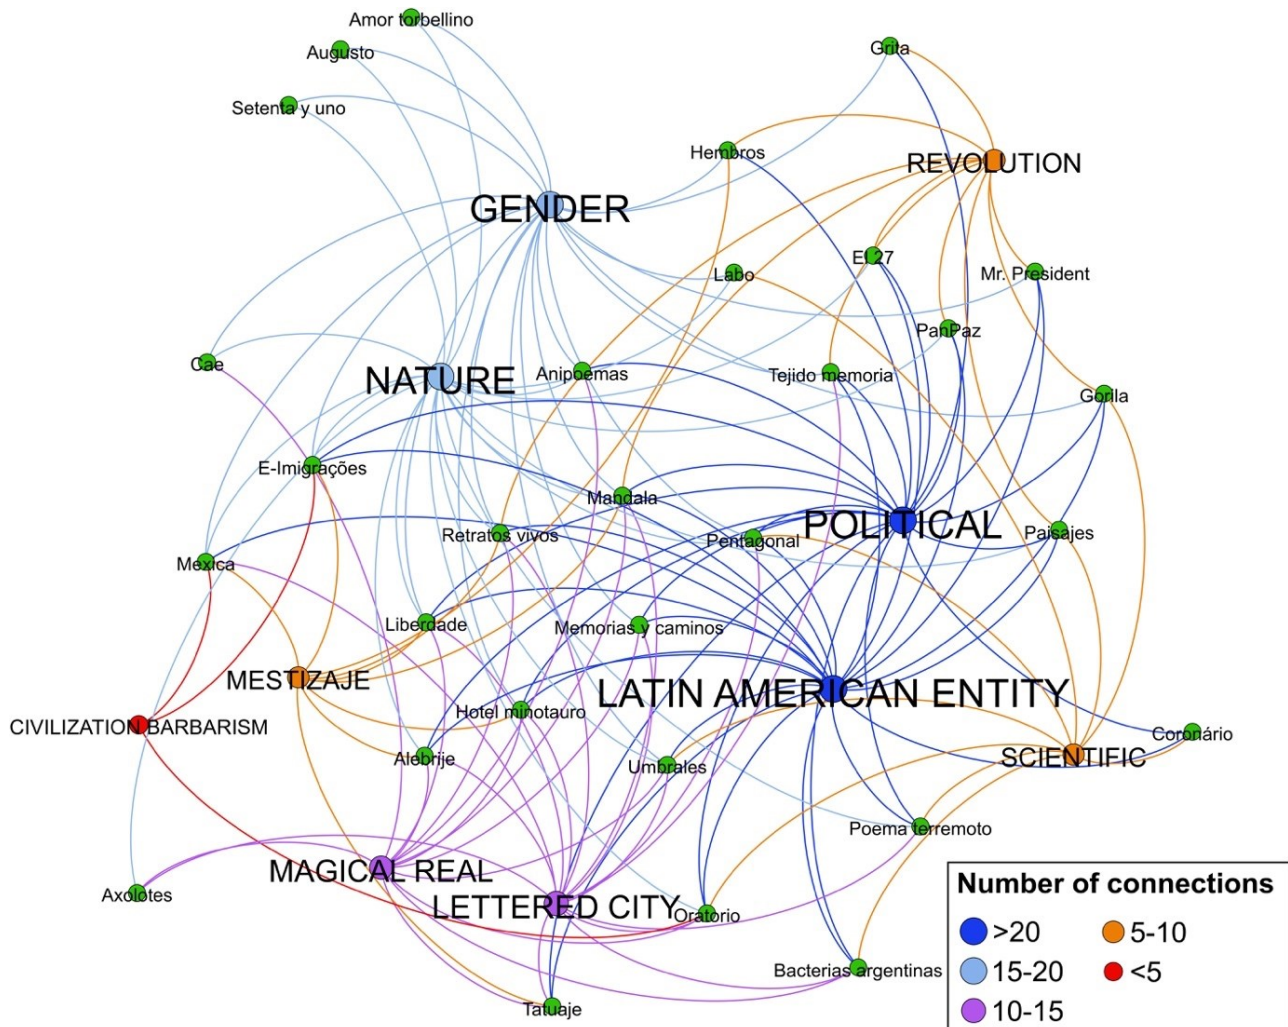 Amor torbellino
Augusto
Grita
Setenta y uno
Hembros
REVOLUTION
GENDER
El 27
Labo
Mr. President
PanPaz
Cae
NATURE
Anipoemas
Tejido memoria
Gorila
E-Imigrações
Mandala
POLITICAL
Retratos vivos
Pentagonal
Paisajes
Mexica
Liberdade
Memorias y caminos
MESTIZAJE
LATIN AMERICAN ENTITY
Hotel minotauro
CIVILIZATION BARBARISM
Coronário
Alebrije
Umbrales
SCIENTIFIC
Poema terremoto
MAGICAL REAL
Axolotes
LETTERED CITY
Oratorio
Bacterias argentinas
Tatuaje
Number of connections
>20
5-10
15-20
<5
10-15